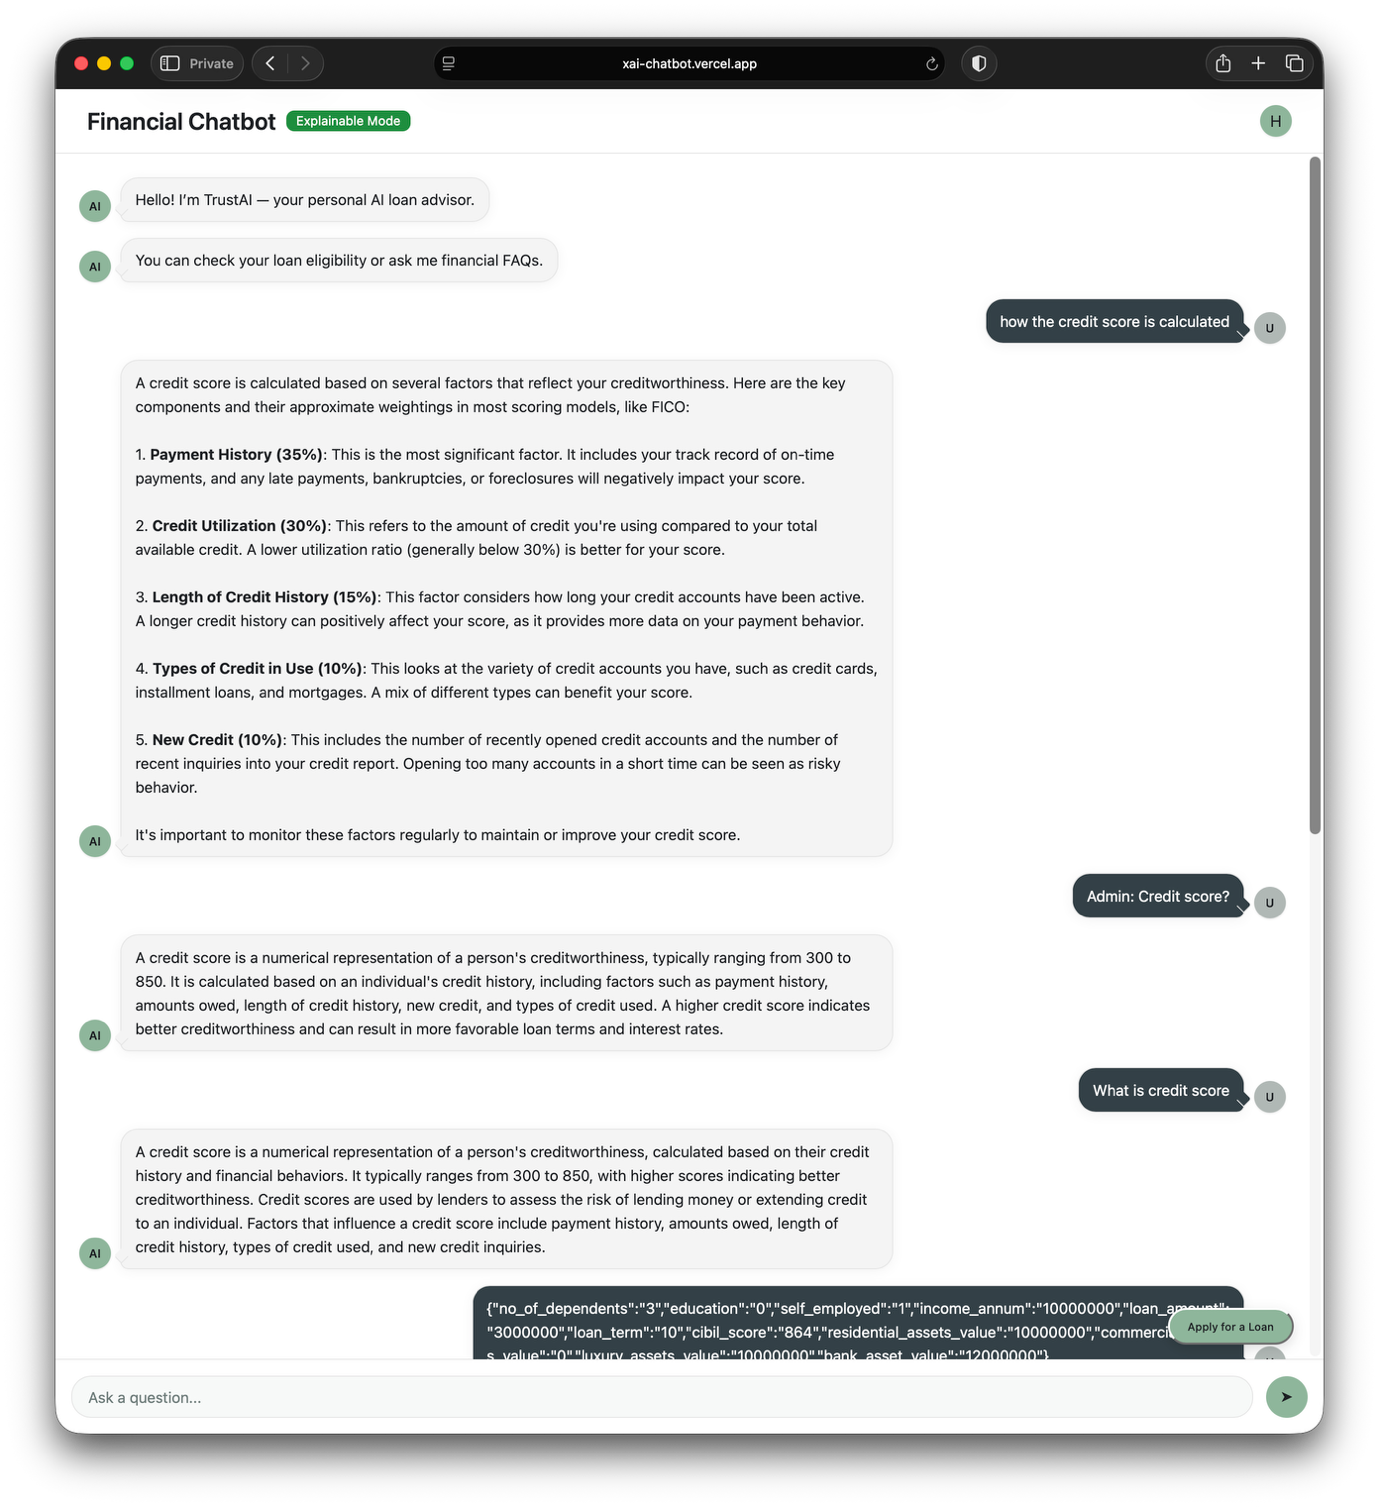 Private
xai-chatbot.vercel.app
Financial Chatbot
Explainable Mode
H
Hello! I’m TrustAI — your personal AI loan advisor.
AI
You can check your loan eligibility or ask me financial FAQs.
AI
how the credit score is calculated
U
A credit score is calculated based on several factors that reflect your creditworthiness. Here are the key
components and their approximate weightings in most scoring models, like FICO:
1. Payment History (35%): This is the most significant factor. It includes your track record of on-time
payments, and any late payments, bankruptcies, or foreclosures will negatively impact your score.
2. Credit Utilization (30%): This refers to the amount of credit you're using compared to your total
available credit. A lower utilization ratio (generally below 30%) is better for your score.
3. Length of Credit History (15%): This factor considers how long your credit accounts have been active.
A longer credit history can positively affect your score, as it provides more data on your payment behavior.
4. Types of Credit in Use (10%): This looks at the variety of credit accounts you have, such as credit cards,
installment loans, and mortgages. A mix of different types can benefit your score.
5. New Credit (10%): This includes the number of recently opened credit accounts and the number of
recent inquiries into your credit report. Opening too many accounts in a short time can be seen as risky
behavior.
It's important to monitor these factors regularly to maintain or improve your credit score.
AI
Admin: Credit score?
U
A credit score is a numerical representation of a person's creditworthiness, typically ranging from 300 to
850. It is calculated based on an individual's credit history, including factors such as payment history,
amounts owed, length of credit history, new credit, and types of credit used. A higher credit score indicates
better creditworthiness and can result in more favorable loan terms and interest rates.
AI
What is credit score
U
A credit score is a numerical representation of a person's creditworthiness, calculated based on their credit
history and financial behaviors. It typically ranges from 300 to 850, with higher scores indicating better
creditworthiness. Credit scores are used by lenders to assess the risk of lending money or extending credit
to an individual. Factors that influence a credit score include payment history, amounts owed, length of
credit history, types of credit used, and new credit inquiries.
AI
{"no_of_dependents":"3","education":"0","self_employed":"1","income_annum":"10000000","loan_amount":
"3000000","loan_term":"10","cibil_score":"864","residential_assets_value":"10000000","commerci
s_value":"0","luxury_assets_value":"10000000","bank_asset_value":"12000000"}
Apply for a Loan
Ask a question...